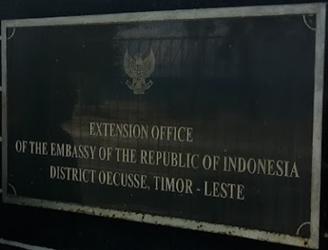 EXTENSION OFFICE
OF THE EMBASSY OF THE REPUBLIC OF INDONESIA
DISTRICT OECUSSE, TIMOR - LESTE